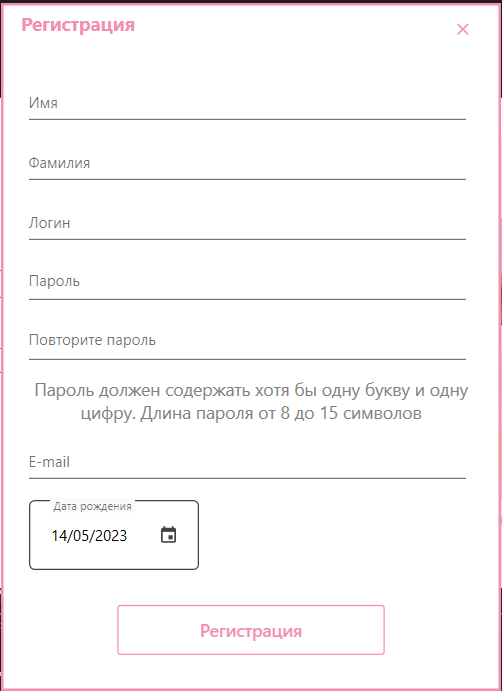 Регистрация
Имя
Фамилия
Логин
Пароль
Повторите пароль
Пароль должен содержать хотя бы одну букву и одну
цифру. Длина пароля от 8 до 15 символов
E-mail
Дата рождения
14/05/2023
Регистрация